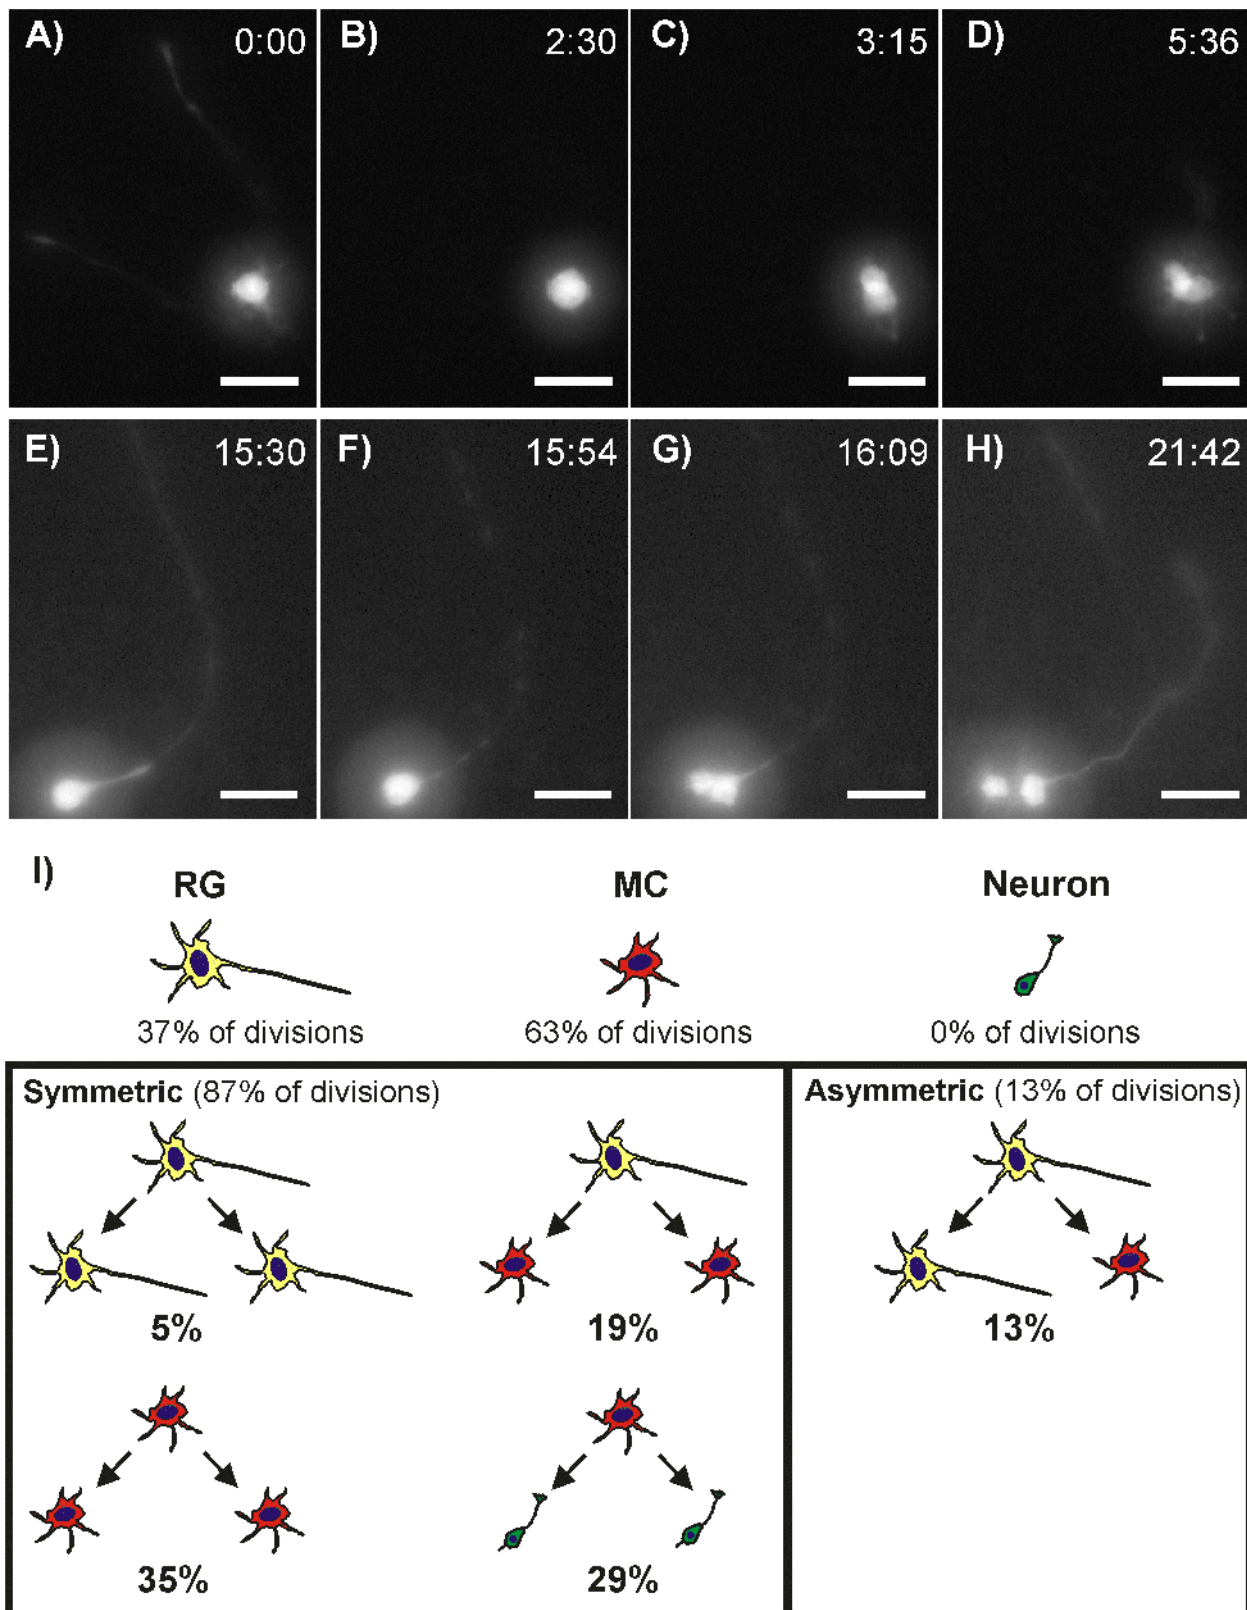 A) 0:00 B) 2:30 C) 3:15 D) 5:36
E) 15:30 F) 15:54 G) 16:09 H) 21:42
I)
RG MC Neuron
37% of divisions 63% of divisions 0% of divisions
Symmetric (87% of divisions) Asymmetric (13% of divisions)
5% 19% 13%
35% 29%